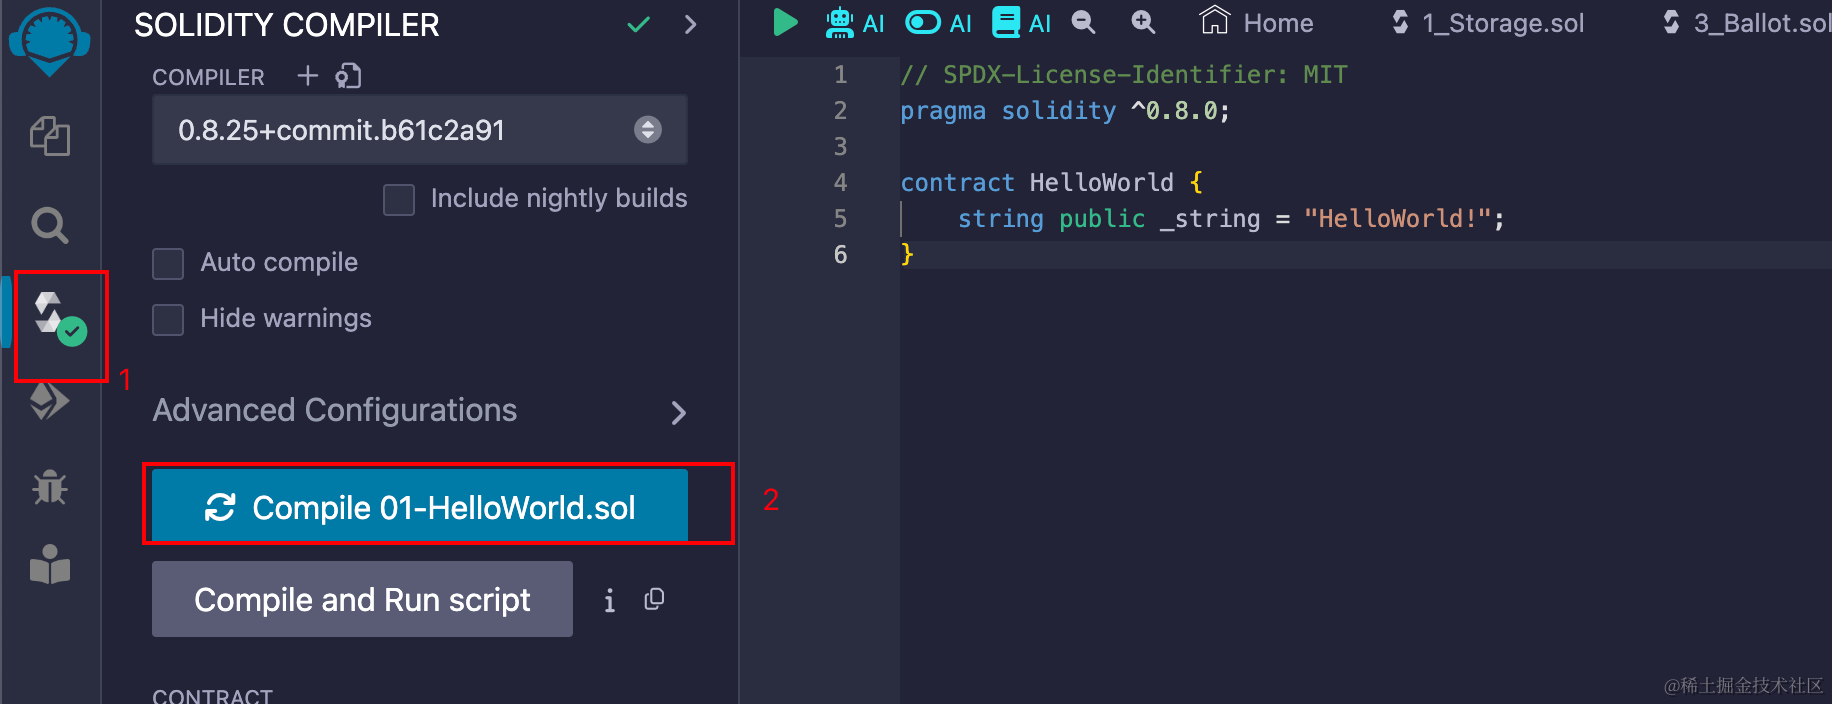 SOLIDITY COMPILER
COMPILER
0.8.25+commit.b61c2a91
Include nightly builds
Auto compile
Hide warnings
1
Advanced Configurations
Compile 01-HelloWorld.sol
2
Compile and Run script
i
CONTRACT
AI AI AI Home 1_Storage.sol 3_Ballot.sol
1 // SPDX-License-Identifier: MIT
2 pragma solidity ^0.8.0;
3
4 contract HelloWorld {
5 string public _string = "HelloWorld!";
6 }
@稀土掘金技术社区